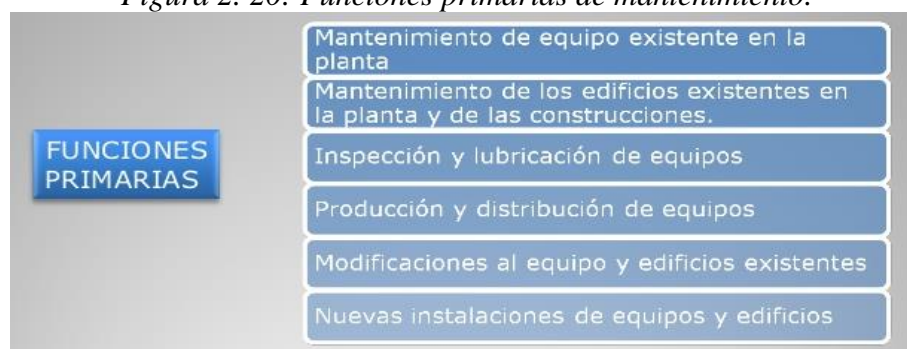 Figura 2. 20: Funciones primarias de mantenimiento.
Mantenimiento de equipo existente en la
planta
Mantenimiento de los edificios existentes en
la planta y de las construcciones.
FUNCIONES
PRIMARIAS
Inspección y lubricación de equipos
Producción y distribución de equipos
Modificaciones al equipo y edificios existentes
Nuevas instalaciones de equipos y edificios